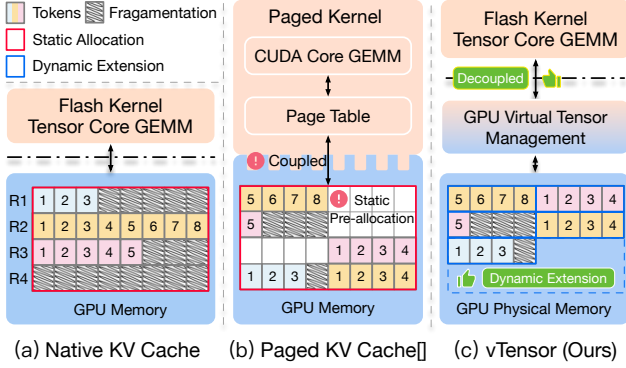 Tokens Fragamentation
Static Allocation
Dynamic Extension
Flash Kernel
Tensor Core GEMM
R1 1 2 3
R2 1 2 3 4 5 6 7 8
R3 1 2 3 4 5
R4
GPU Memory
(a) Native KV Cache
Paged Kernel
CUDA Core GEMM
Page Table
! Coupled
5 6 7 8 ! Static
Pre-allocation
5
1 2 3 4
1 2 3 1 2 3 4
GPU Memory
(b) Paged KV Cache[]
Flash Kernel
Tensor Core GEMM
Decoupled
GPU Virtual Tensor
Management
5 6 7 8 1 2 3 4
5 1 2 3 4
1 2 3
Dynamic Extension
GPU Physical Memory
(c) vTensor (Ours)